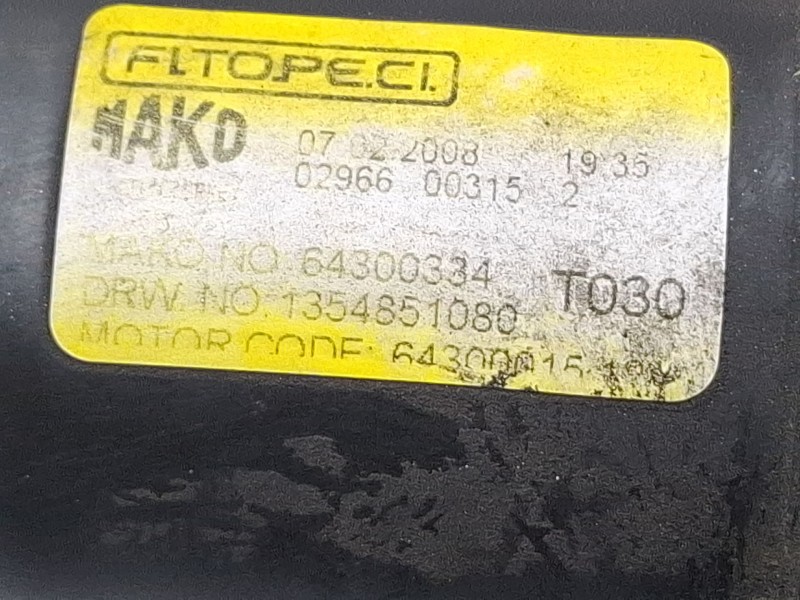 FLTOPE.CI.
MAKO
07 02 2008 19 35
02966 00315 2
MAKO NO. 64300334
DRW. NO. 1354851080 T030
MOTOR CODE: 64300015